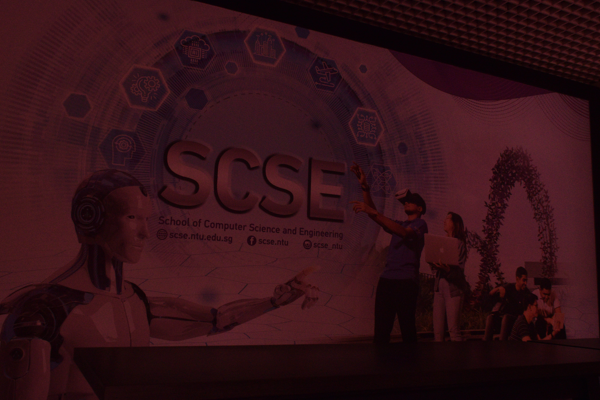 SCSE
School of Computer Science and Engineering
scse.ntu.edu.sg scse.ntu scse_ntu